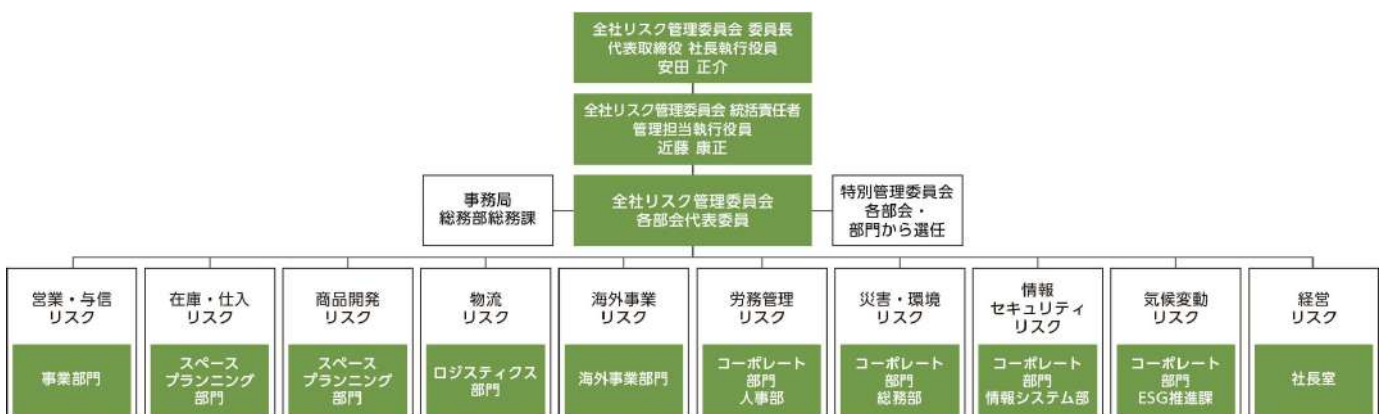 全社リスク管理委員会 委員長
代表取締役 社長執行役員
安田 正介
全社リスク管理委員会 統括責任者
管理担当執行役員
近藤 康正
事務局
総務部総務課
全社リスク管理委員会
各部会代表委員
特別管理委員会
各部会・
部門から選任
営業・与信
リスク
事業部門
在庫・仕入
リスク
スペース
プランニング
部門
商品開発
リスク
スペース
プランニング
部門
物流
リスク
ロジスティクス
部門
海外事業
リスク
海外事業部門
労務管理
リスク
コーポレート
部門
人事部
災害・環境
リスク
コーポレート
部門
総務部
情報
セキュリティ
リスク
コーポレート
部門
情報システム部
気候変動
リスク
コーポレート
部門
ESG推進課
経営
リスク
社長室